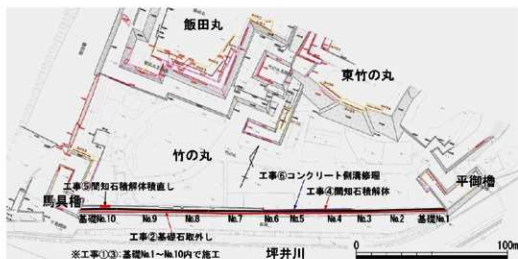 飯田丸
東竹の丸
竹の丸
工事⑥コンクリート側溝修理
工事⑤間知石積解体積直し
工事④間知石積解体
平御櫓
馬具櫓
基礎No.10 No.9 No.8 No.7 No.6 No.5 No.4 No.3 No.2 基礎No.1
工事②基礎石取外し
※工事①③:基礎No.1～No.10内で施工
坪井川
0 100m